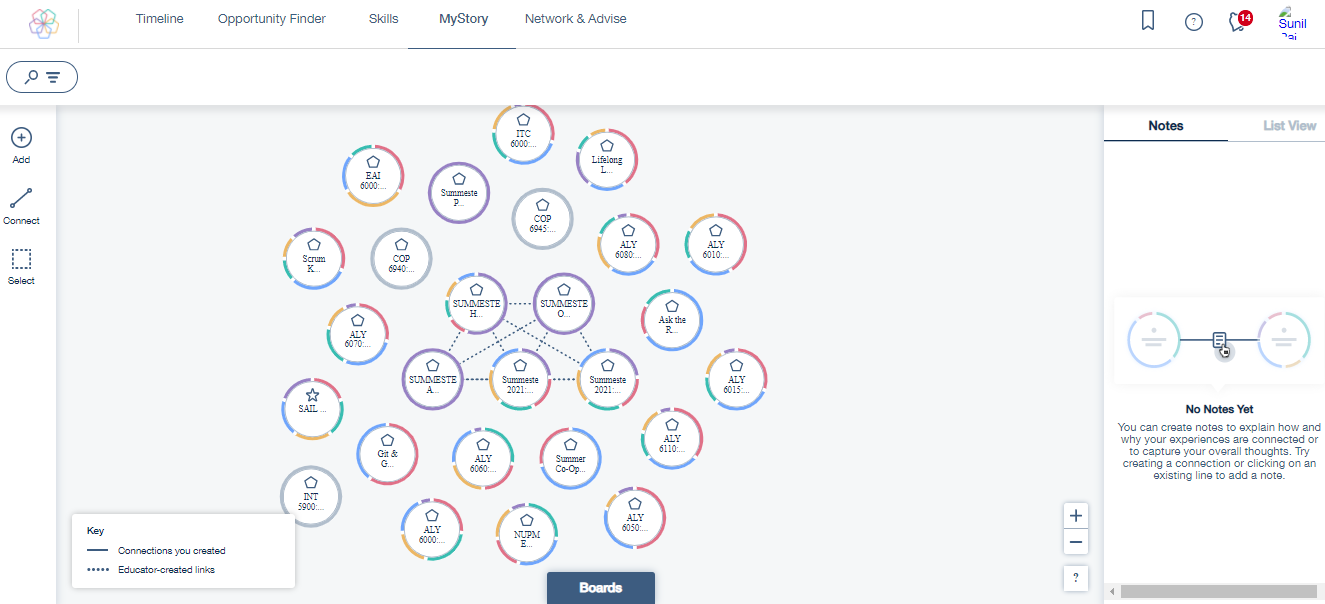 Timeline
Opportunity Finder
Skills
MyStory
Network & Advise
?
14
Sunil
Pai
Add
Connect
Select
ITC
6000:...
Lifelong
L...
EAI
6000:...
Summeste
P...
COP
6945:...
ALY
6080:...
ALY
6010:...
Scrum
K...
COP
6940:...
SUMMESTE
H...
SUMMESTE
O...
Ask the
R...
ALY
6070:...
SUMMESTE
A...
Summeste
2021:...
Summeste
2021:...
ALY
6015:...
SAIL ...
Git &
G...
ALY
6060:...
Summer
Co-Op...
ALY
6110:...
INT
5900:...
ALY
6000:...
NUPM
E...
ALY
6050:...
Key
Connections you created
Educator-created links
Boards
+
−
?
Notes
List View
No Notes Yet
You can create notes to explain how and
why your experiences are connected or
to capture your overall thoughts. Try
creating a connection or clicking on an
existing line to add a note.